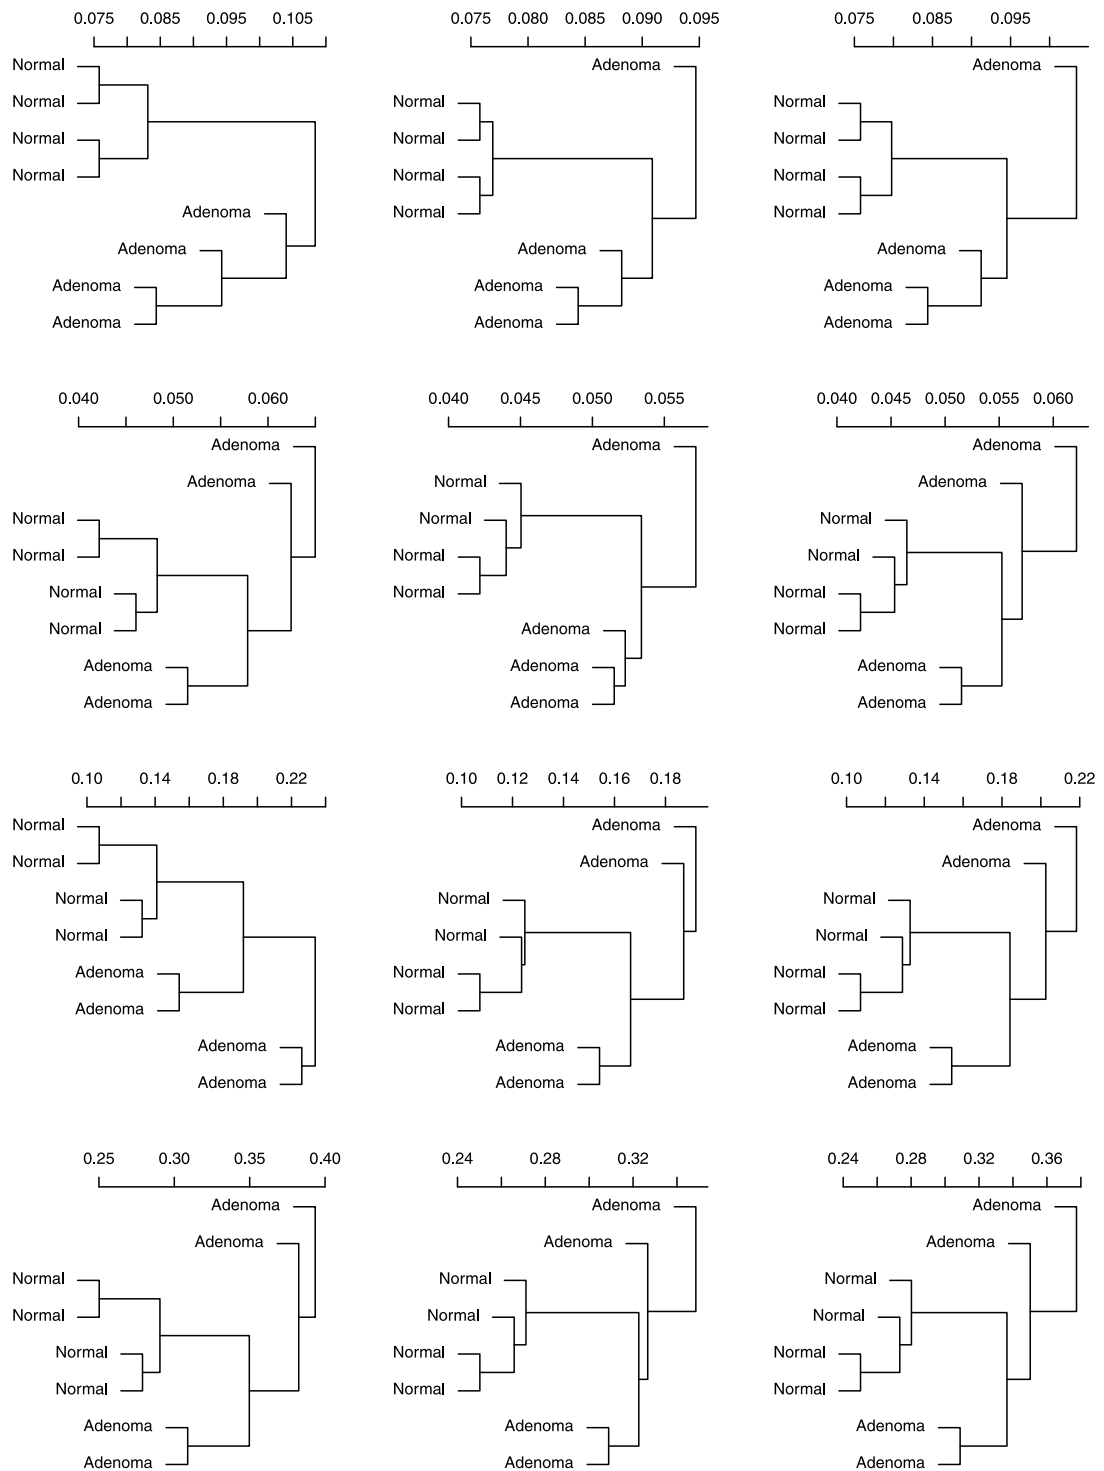 0.075 0.085 0.095 0.105
Normal
Normal
Normal
Normal
Adenoma
Adenoma
Adenoma
Adenoma
0.075 0.080 0.085 0.090 0.095
Adenoma
Normal
Normal
Normal
Normal
Adenoma
Adenoma
Adenoma
0.075 0.085 0.095
Adenoma
Normal
Normal
Normal
Normal
Adenoma
Adenoma
Adenoma
0.040 0.050 0.060
Adenoma
Adenoma
Normal
Normal
Normal
Normal
Adenoma
Adenoma
0.040 0.045 0.050 0.055
Adenoma
Normal
Normal
Normal
Normal
Adenoma
Adenoma
Adenoma
0.040 0.045 0.050 0.055 0.060
Adenoma
Adenoma
Normal
Normal
Normal
Normal
Adenoma
Adenoma
0.10 0.14 0.18 0.22
Normal
Normal
Normal
Normal
Adenoma
Adenoma
Adenoma
Adenoma
0.10 0.12 0.14 0.16 0.18
Adenoma
Adenoma
Normal
Normal
Normal
Normal
Adenoma
Adenoma
0.10 0.14 0.18 0.22
Adenoma
Adenoma
Normal
Normal
Normal
Normal
Adenoma
Adenoma
0.25 0.30 0.35 0.40
Adenoma
Adenoma
Normal
Normal
Normal
Normal
Adenoma
Adenoma
0.24 0.28 0.32
Adenoma
Adenoma
Normal
Normal
Normal
Normal
Adenoma
Adenoma
0.24 0.28 0.32 0.36
Adenoma
Adenoma
Normal
Normal
Normal
Normal
Adenoma
Adenoma